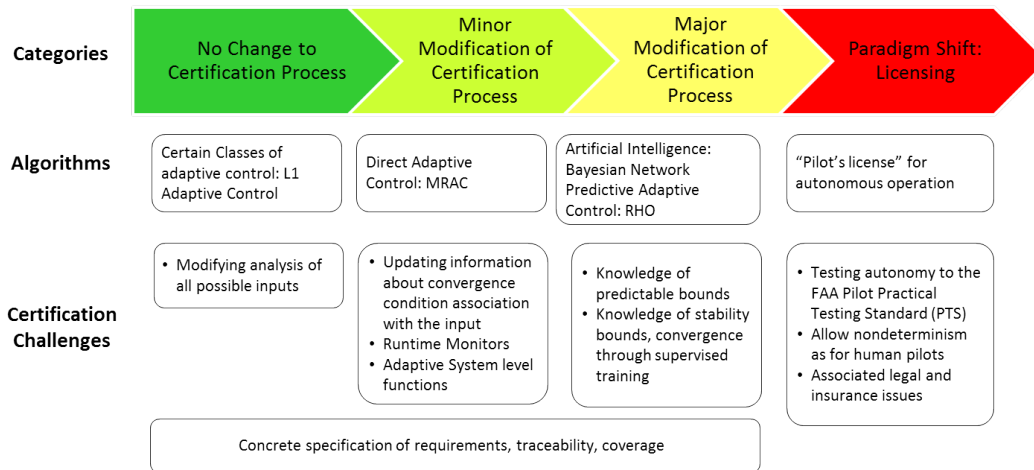 Categories
No Change to
Certification Process
Minor
Modification of
Certification
Process
Major
Modification of
Certification
Process
Paradigm Shift:
Licensing
Algorithms
Certain Classes of
adaptive control: L1
Adaptive Control
Direct Adaptive
Control: MRAC
Artificial Intelligence:
Bayesian Network
Predictive Adaptive
Control: RHO
“Pilot’s license” for
autonomous operation
Certification
Challenges
• Modifying analysis of
all possible inputs
• Updating information
about convergence
condition association
with the input
• Runtime Monitors
• Adaptive System level
functions
• Knowledge of
predictable bounds
• Knowledge of stability
bounds, convergence
through supervised
training
• Testing autonomy to the
FAA Pilot Practical
Testing Standard (PTS)
• Allow nondeterminism
as for human pilots
• Associated legal and
insurance issues
Concrete specification of requirements, traceability, coverage